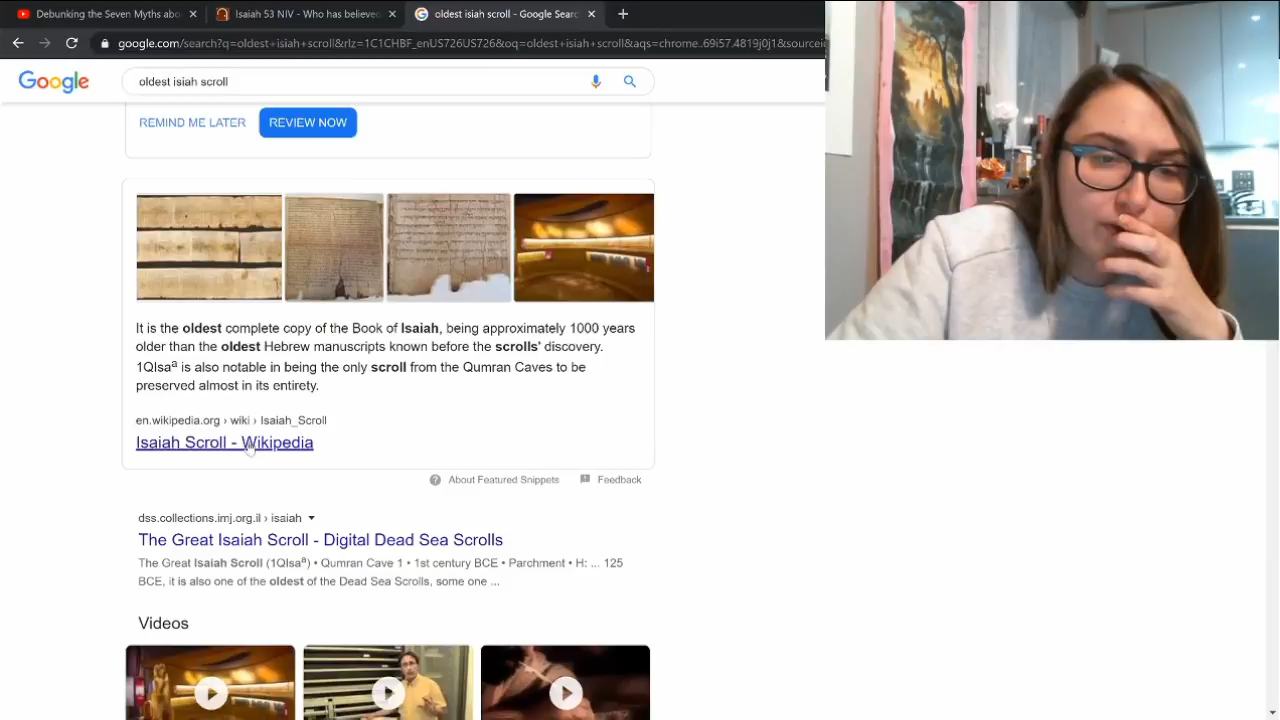 Debunking the Seven Myths abo
Isaiah 53 NIV - Who has believed
oldest isiah scroll - Google Sear
google.com/search?q=oldest+isiah+scroll&rlz=1C1CHBF_enUS726US726&oq=oldest+isiah+scroll&aqs=chrome..69i57.4819j0j1&sourceid
Google
oldest isiah scroll
REMIND ME LATER
REVIEW NOW
It is the oldest complete copy of the Book of Isaiah, being approximately 1000 years
older than the oldest Hebrew manuscripts known before the scrolls' discovery.
1QIsaᵃ is also notable in being the only scroll from the Qumran Caves to be
preserved almost in its entirety.
en.wikipedia.org › wiki › Isaiah_Scroll
Isaiah Scroll - Wikipedia
About Featured Snippets
Feedback
dss.collections.imj.org.il › isaiah
The Great Isaiah Scroll - Digital Dead Sea Scrolls
The Great Isaiah Scroll (1QIsaᵃ) • Qumran Cave 1 • 1st century BCE • Parchment • H: ... 125
BCE, it is also one of the oldest of the Dead Sea Scrolls, some one ...
Videos